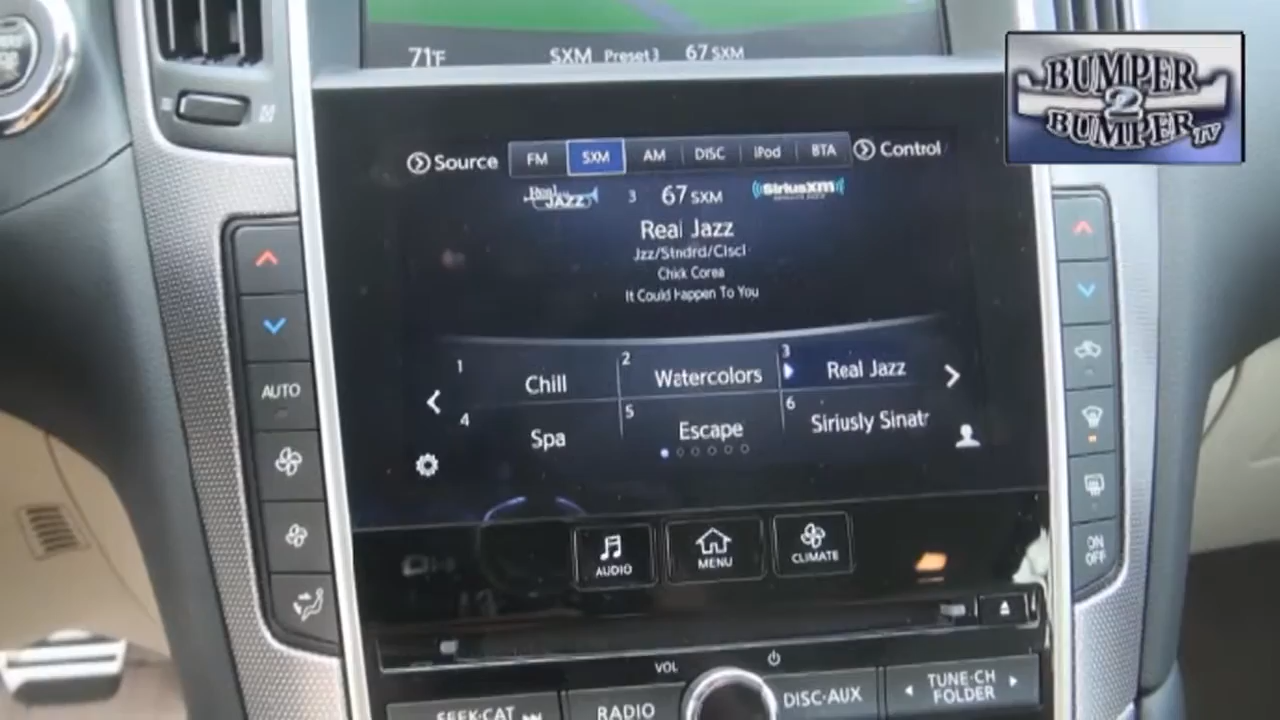 71°F SXM Preset3 67 SXM
BUMPER
2
BUMPER TV
Source FM SXM AM DISC iPod BTA Control
Real JAZZ 3 67 SXM SiriusXM
Real Jazz
Jzz/Stndrd/Clscl
Chick Corea
It Could Happen To You
1 Chill 2 Watercolors 3 Real Jazz
4 Spa 5 Escape 6 Siriusly Sinatr
AUTO
ON
OFF
AUDIO MENU CLIMATE
VOL
SEEK·CAT RADIO DISC·AUX TUNE·CH
FOLDER